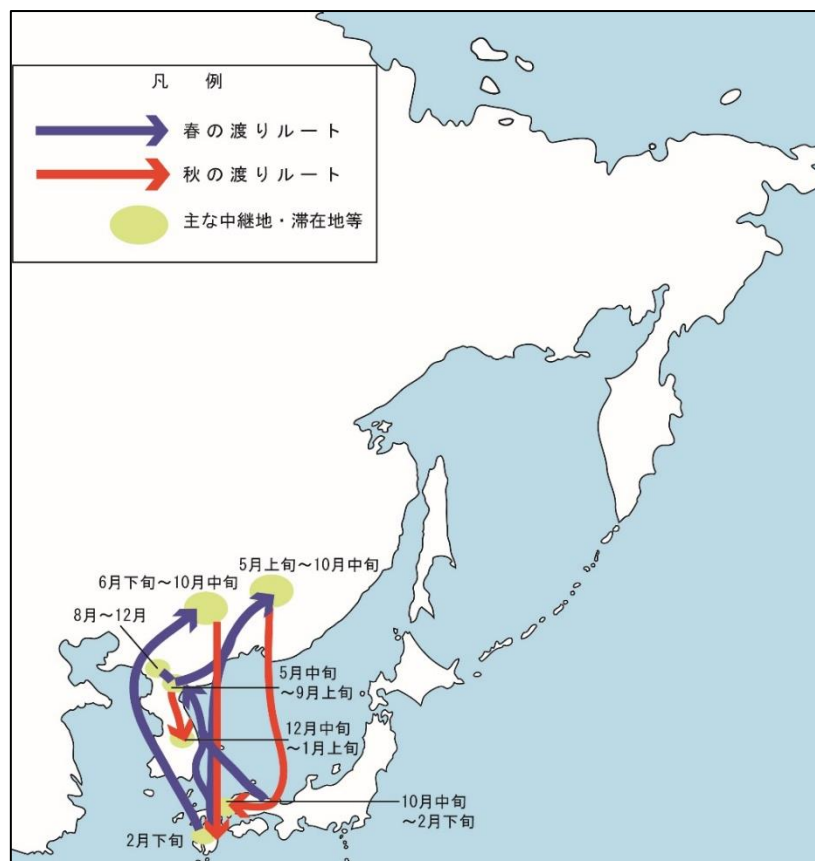 凡 例
春の渡りルート
秋の渡りルート
主な中継地・滞在地等
5月上旬～10月中旬
6月下旬～10月中旬
8月～12月
5月中旬
～9月上旬
12月中旬
～1月上旬
10月中旬
～2月下旬
2月下旬